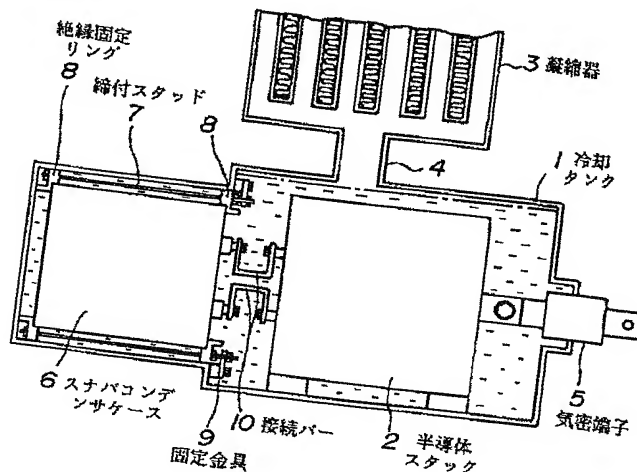 絶縁固定
リング
8
締付スタッド
7
8
3 凝縮器
4
1 冷却
タンク
6 スナバコンデ
ンサケース
9
固定金具
10 接続バー
2 半導体
スタック
5
気密端子